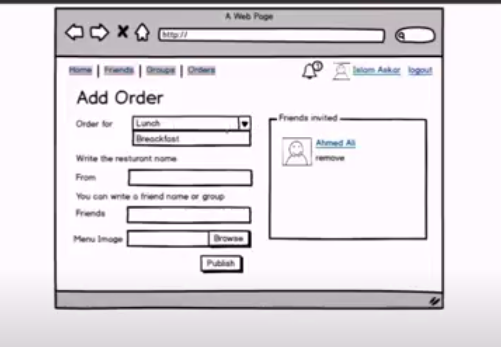 A Web Page
http://
Home | Friends | Groups | Orders
1
Islam Askar logout
Add Order
Order for Lunch
Breackfast
Friends invited
Ahmed Ali
remove
Write the resturant name
From
You can write a friend name or group
Friends
Menu Image Browse
Publish